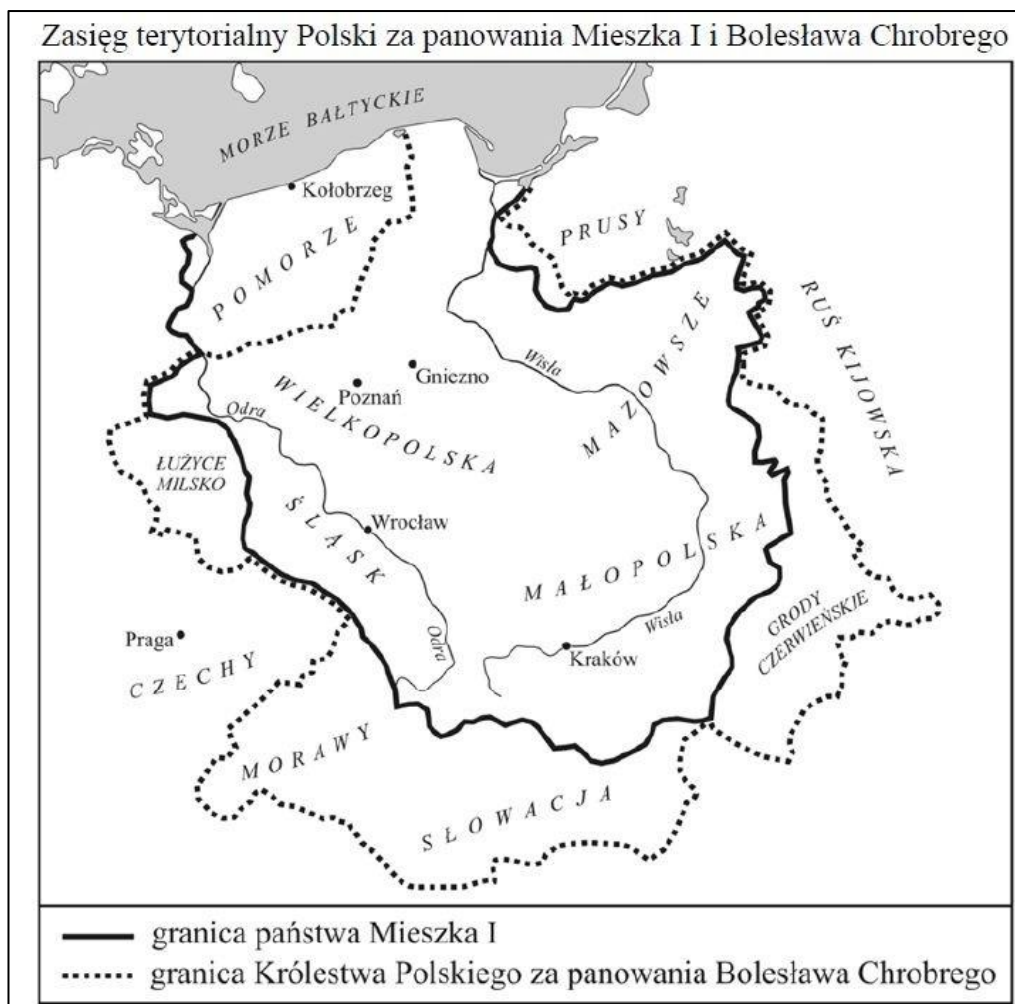 Zasięg terytorialny Polski za panowania Mieszka I i Bolesława Chrobrego
MORZE BAŁTYCKIE
Kołobrzeg
POMORZE
PRUSY
RUŚ KIJOWSKA
MAZOWSZE
Wisła
Gniezno
Poznań
WIELKOPOLSKA
Odra
ŁUŻYCE
MILSKO
ŚLĄSK
Wrocław
MAŁOPOLSKA
Wisła
Kraków
GRODY
CZERWIEŃSKIE
Odra
Praga
CZECHY
MORAWY
SŁOWACJA
granica państwa Mieszka I
granica Królestwa Polskiego za panowania Bolesława Chrobrego